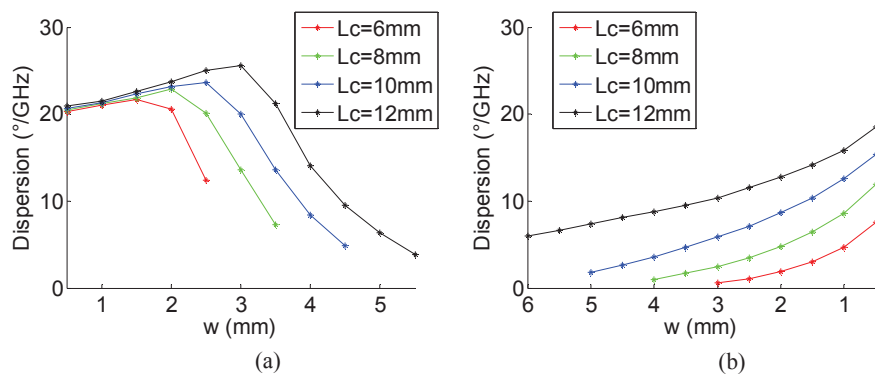 30
20
10
0
Dispersion (°/GHz)
1 2 3 4 5
w (mm)
Lc=6mm
Lc=8mm
Lc=10mm
Lc=12mm
(a)
30
20
10
0
Dispersion (°/GHz)
6 5 4 3 2 1
w (mm)
Lc=6mm
Lc=8mm
Lc=10mm
Lc=12mm
(b)